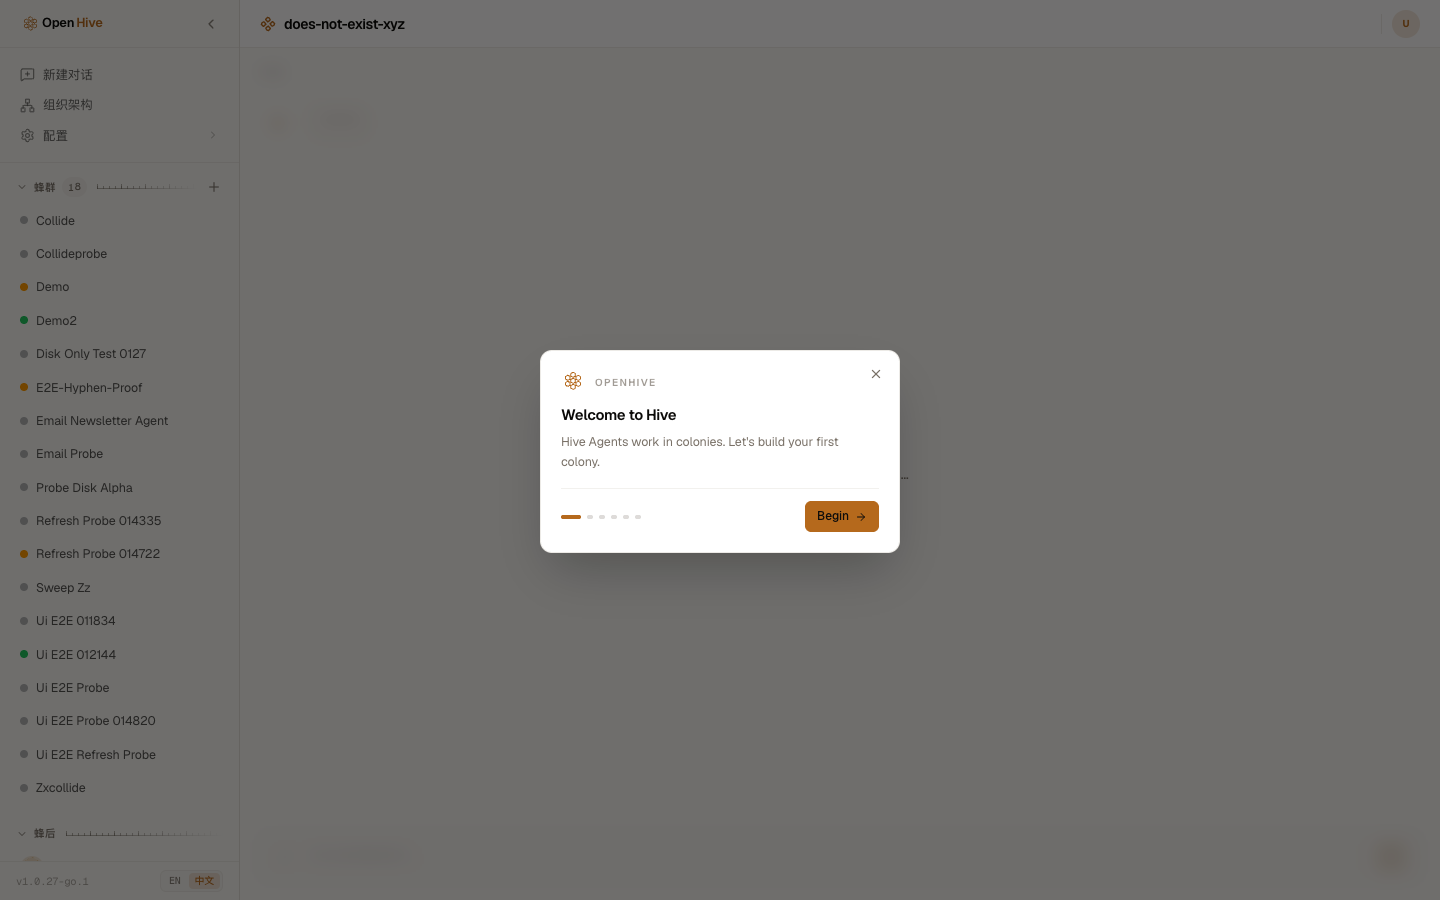 Open Hive
新建对话
组织架构
配置
蜂群 18
Collide
Collideprobe
Demo
Demo2
Disk Only Test 0127
E2E-Hyphen-Proof
Email Newsletter Agent
Email Probe
Probe Disk Alpha
Refresh Probe 014335
Refresh Probe 014722
Sweep Zz
Ui E2E 011834
Ui E2E 012144
Ui E2E Probe
Ui E2E Probe 014820
Ui E2E Refresh Probe
Zxcollide
蜂后
v1.0.27-go.1
EN 中文
does-not-exist-xyz
U
OPENHIVE
Welcome to Hive
Hive Agents work in colonies. Let's build your first
colony.
Begin